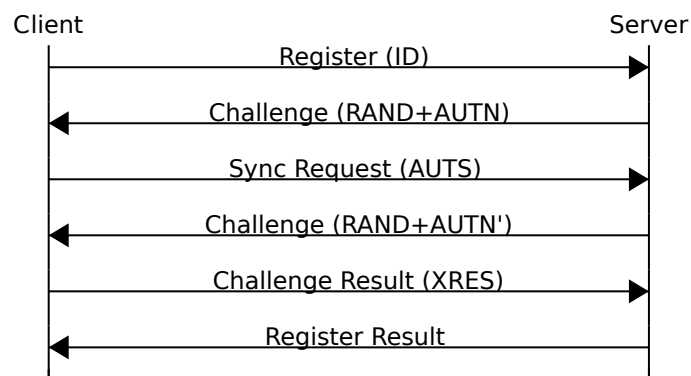 Client
Server
Register (ID)
Challenge (RAND+AUTN)
Sync Request (AUTS)
Challenge (RAND+AUTN')
Challenge Result (XRES)
Register Result